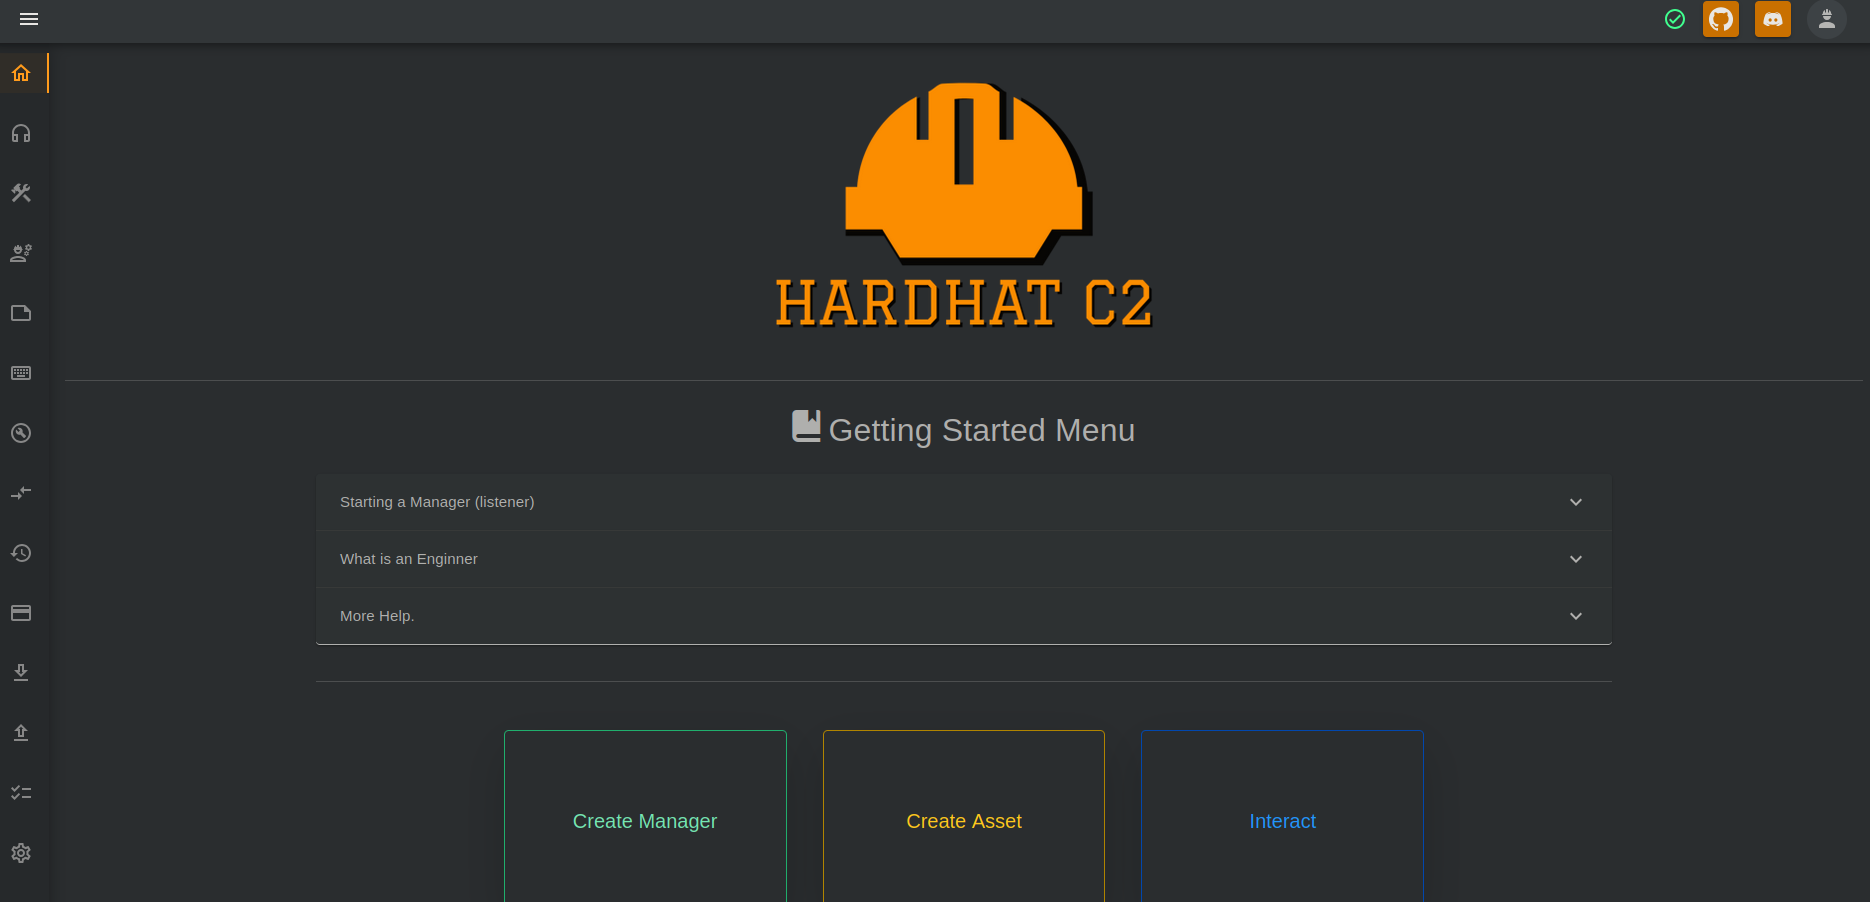 HARDHAT C2
Getting Started Menu
Starting a Manager (listener)
What is an Enginner
More Help.
Create Manager
Create Asset
Interact